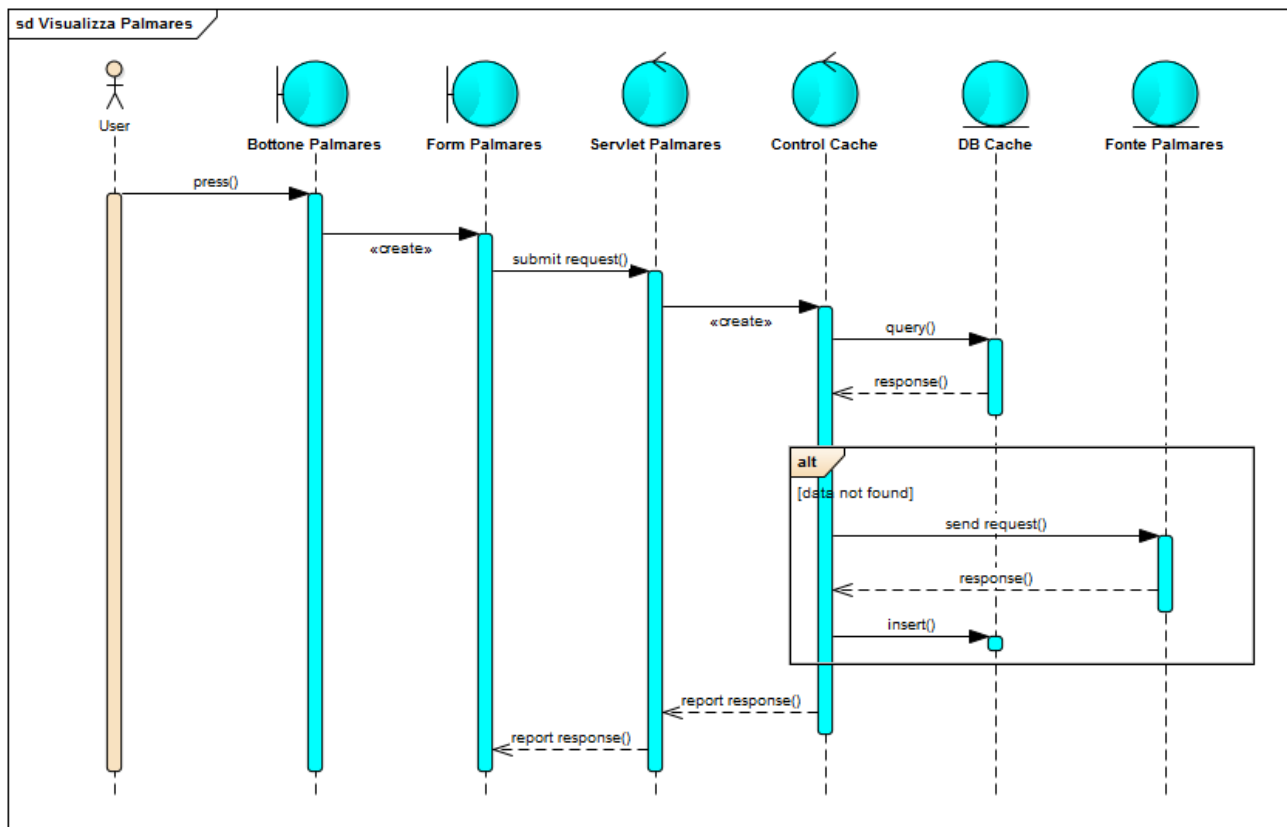 sd Visualizza Palmares
User
Bottone Palmares
Form Palmares
Servlet Palmares
Control Cache
DB Cache
Fonte Palmares
press()
«create»
submit request()
«create»
query()
response()
alt
[data not found]
send request()
response()
insert()
report response()
report response()